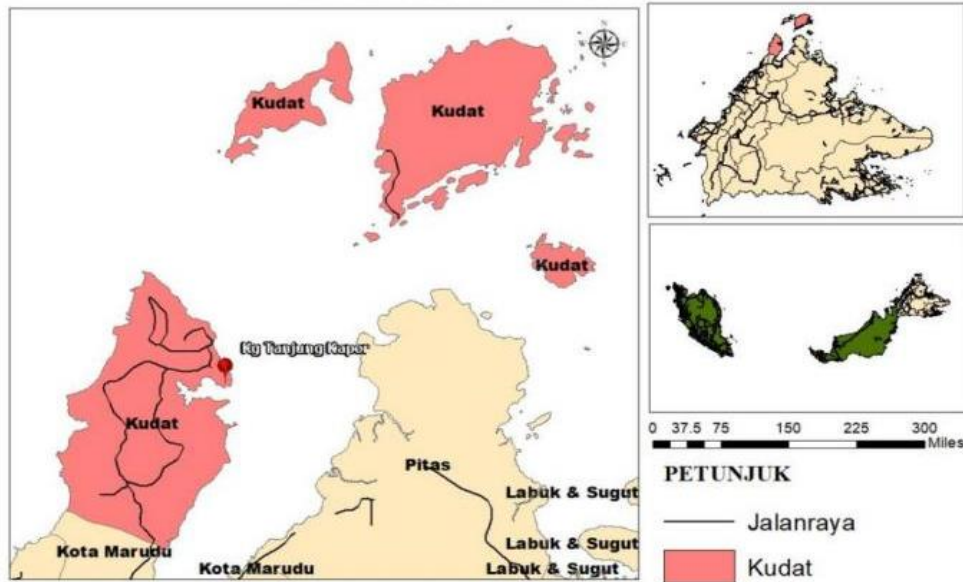 Kudat
Kudat
Kudat
Kg Tanjung Kapor
Kudat
Pitas
Labuk & Sugut
Kota Marudu
Labuk & Sugut
Kota Marudu
Labuk & Sugut
0 37.5 75 150 225 300
Miles
PETUNJUK
Jalanraya
Kudat